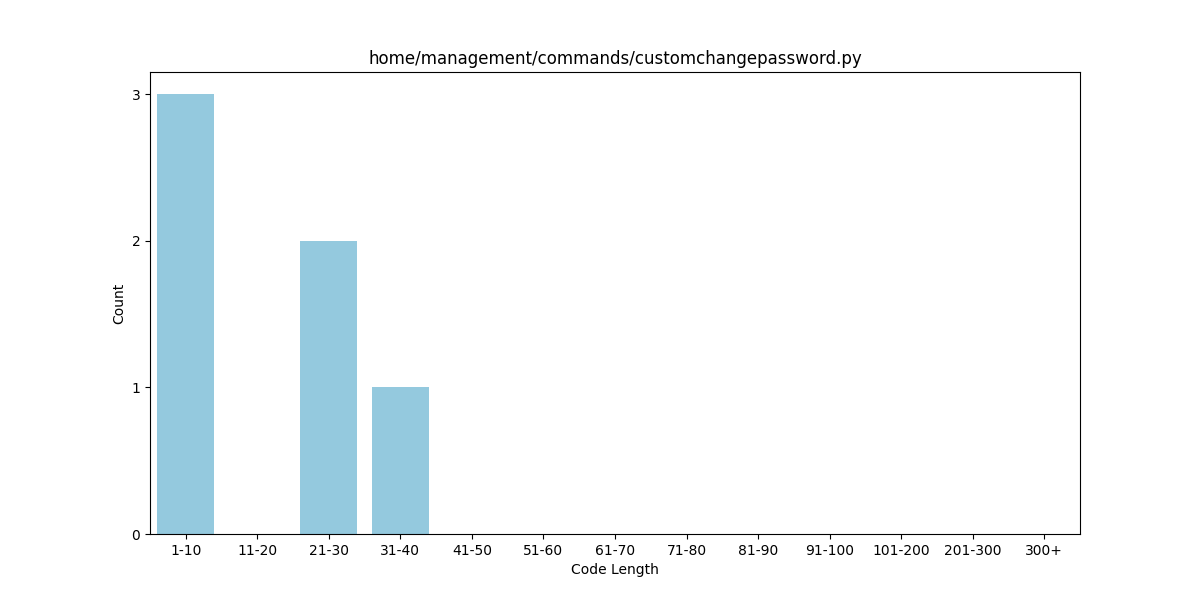 home/management/commands/customchangepassword.py
3
2
1
0
Count
1-10 11-20 21-30 31-40 41-50 51-60 61-70 71-80 81-90 91-100 101-200 201-300 300+
Code Length